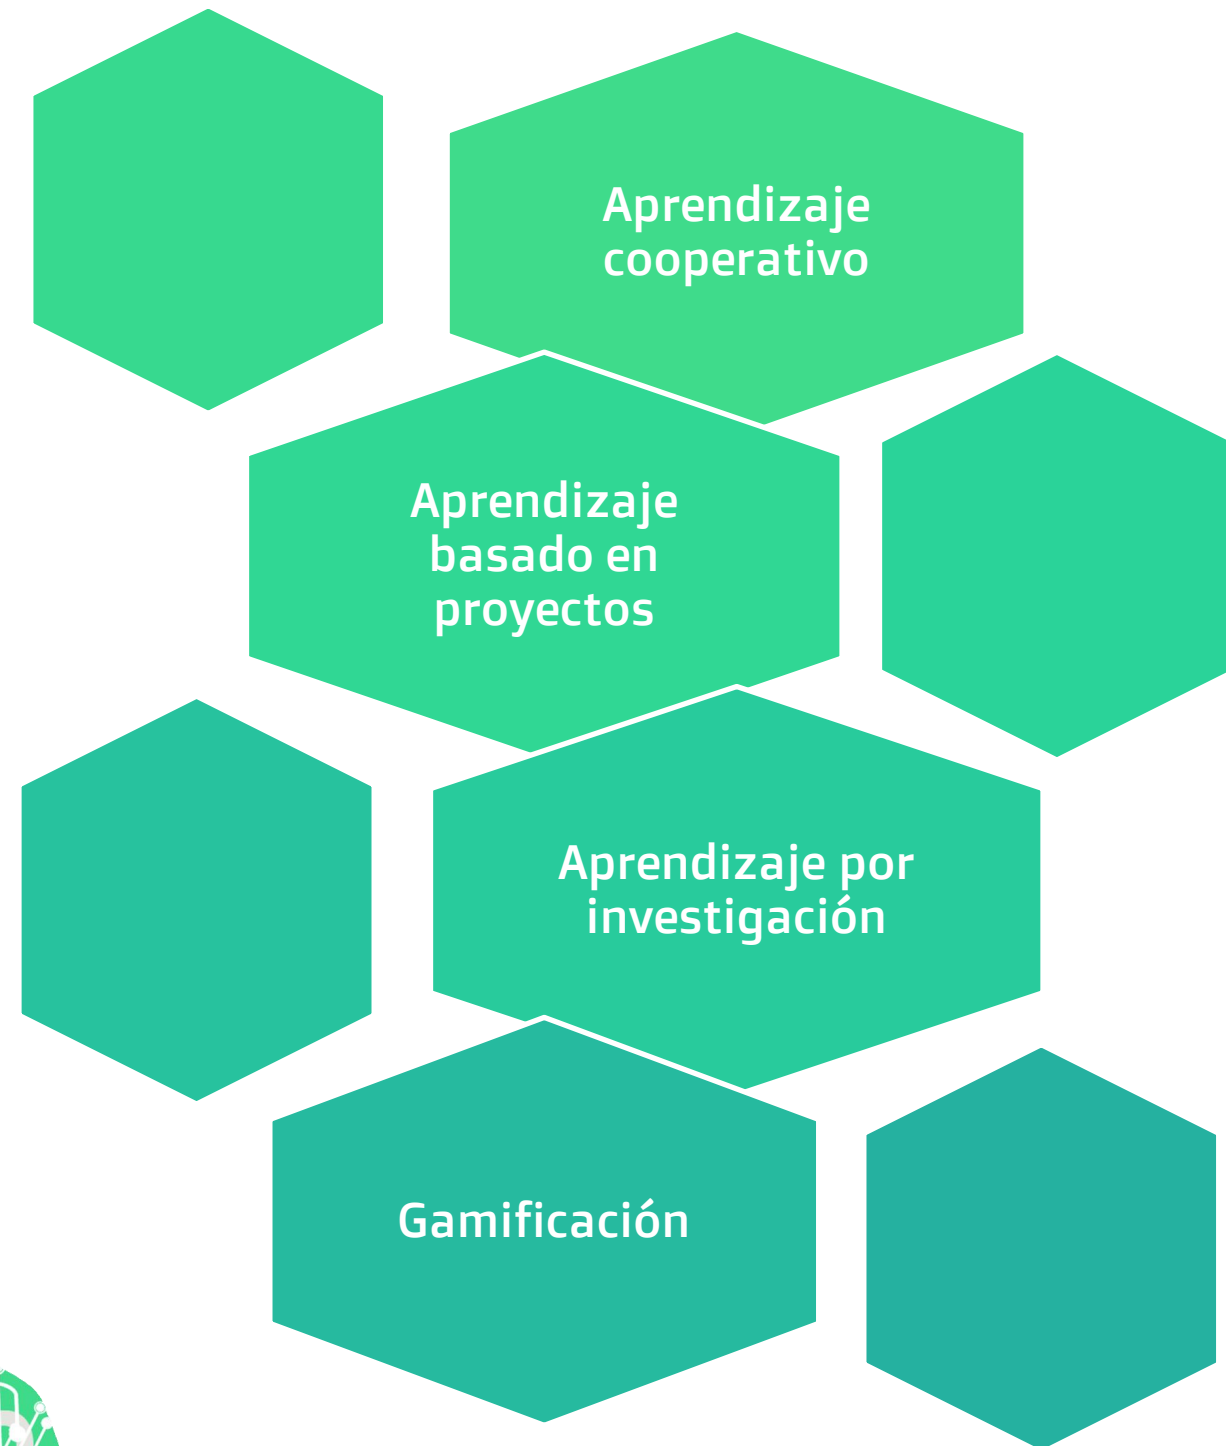 Aprendizaje
cooperativo
Aprendizaje
basado en
proyectos
Aprendizaje por
investigación
Gamificación